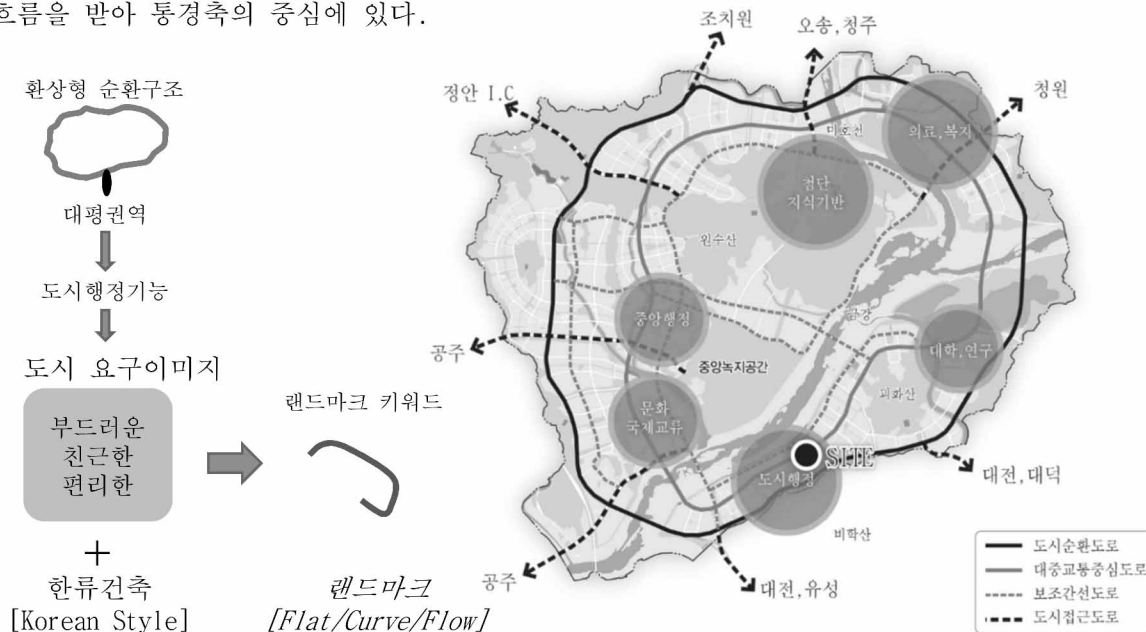 흐름을 받아 통경축의 중심에 있다.
환상형 순환구조
대평권역
도시행정기능
도시 요구이미지
부드러운
친근한
편리한
+
한류건축
[Korean Style]
랜드마크 키워드
랜드마크
[Flat/Curve/Flow]
조치원
오송,청주
정안 I.C
청원
미호천
의료,복지
첨단
지식기반
원수산
중앙행정
금강
공주
중앙녹지공간
대학,연구
괴화산
문화
국제교류
SITE
도시행정
대전,대덕
비학산
공주
대전,유성
도시순환도로
대중교통중심도로
보조간선도로
도시접근도로